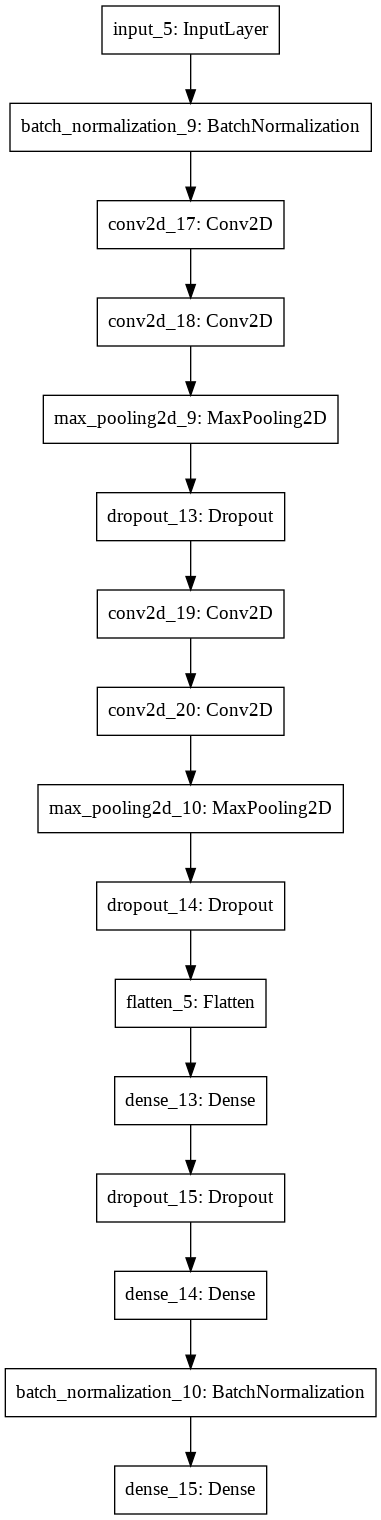 input_5: InputLayer
batch_normalization_9: BatchNormalization
conv2d_17: Conv2D
conv2d_18: Conv2D
max_pooling2d_9: MaxPooling2D
dropout_13: Dropout
conv2d_19: Conv2D
conv2d_20: Conv2D
max_pooling2d_10: MaxPooling2D
dropout_14: Dropout
flatten_5: Flatten
dense_13: Dense
dropout_15: Dropout
dense_14: Dense
batch_normalization_10: BatchNormalization
dense_15: Dense